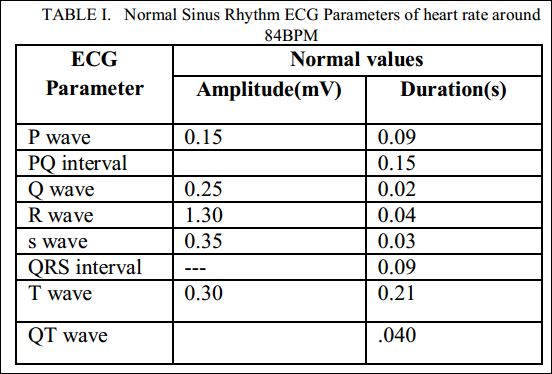 TABLE I. Normal Sinus Rhythm ECG Parameters of heart rate around
84BPM
ECG Parameter Normal values
Amplitude(mV) Duration(s)
P wave 0.15 0.09
PQ interval 0.15
Q wave 0.25 0.02
R wave 1.30 0.04
s wave 0.35 0.03
QRS interval --- 0.09
T wave 0.30 0.21
QT wave .040